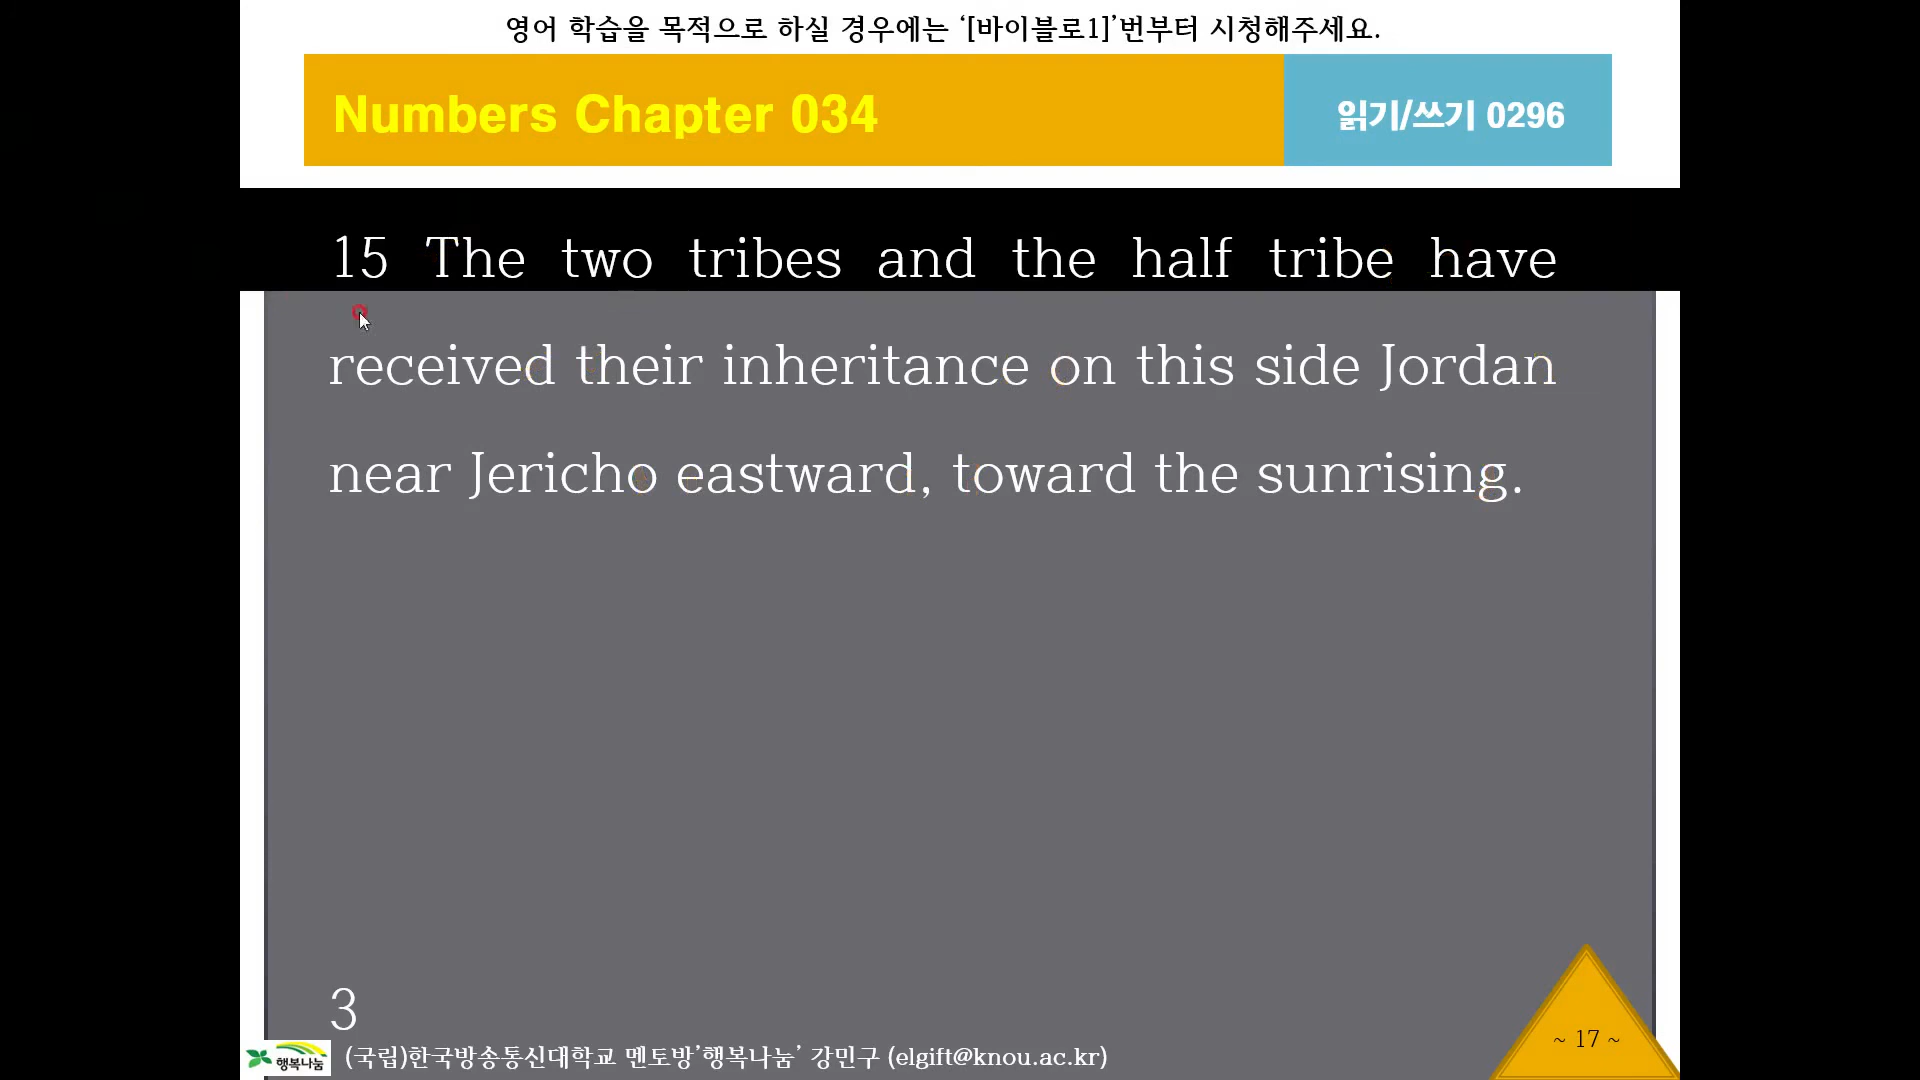 영어 학습을 목적으로 하실 경우에는 ‘[바이블로1]’번부터 시청해주세요.
Numbers Chapter 034
읽기/쓰기 0296
15 The two tribes and the half tribe have
received their inheritance on this side Jordan
near Jericho eastward, toward the sunrising.
3
~ 17 ~
행복나눔
(국립)한국방송통신대학교 멘토방’행복나눔’ 강민구 (elgift@knou.ac.kr)